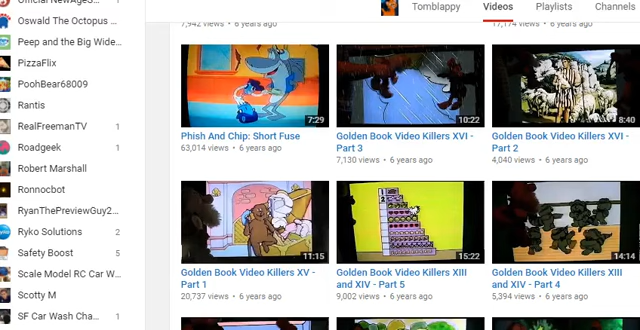 Official NewAgeS...
Oswald The Octopus ...
Peep and the Big Wide...
PizzaFlix
PoohBear68009
Rantis
RealFreemanTV 1
Roadgeek 1
Robert Marshall
Ronnocbot
RyanThePreviewGuy2...
Ryko Solutions 2
Safety Boost 5
Scale Model RC Car W...
Scotty M
SF Car Wash Cha... 1
Tomblappy Videos Playlists Channels
7,942 views • 6 years ago
17,174 views • 6 years ago
7:29
Phish And Chip: Short Fuse
63,014 views • 6 years ago
10:22
Golden Book Video Killers XVI -
Part 3
7,130 views • 6 years ago
8:40
Golden Book Video Killers XVI -
Part 2
4,040 views • 6 years ago
11:15
Golden Book Video Killers XV -
Part 1
20,737 views • 6 years ago
15:22
Golden Book Video Killers XIII
and XIV - Part 5
9,002 views • 6 years ago
14:14
Golden Book Video Killers XIII
and XIV - Part 4
5,394 views • 6 years ago